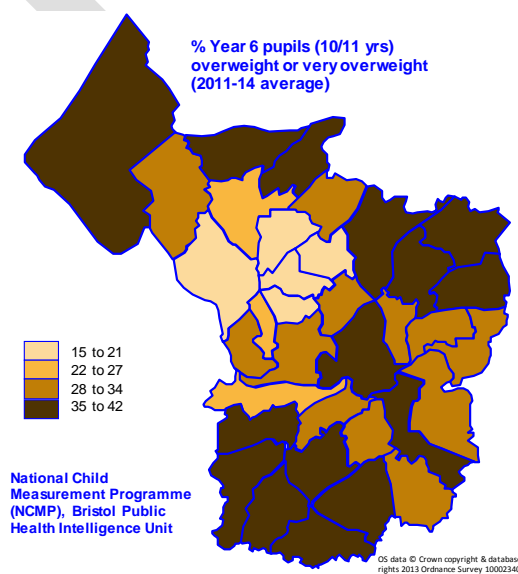 % Year 6 pupils (10/11 yrs)
overweight or very overweight
(2011-14 average)
15 to 21
22 to 27
28 to 34
35 to 42
National Child
Measurement Programme
(NCMP), Bristol Public
Health Intelligence Unit
OS data © Crown copyright & database
rights 2013 Ordnance Survey 10002340